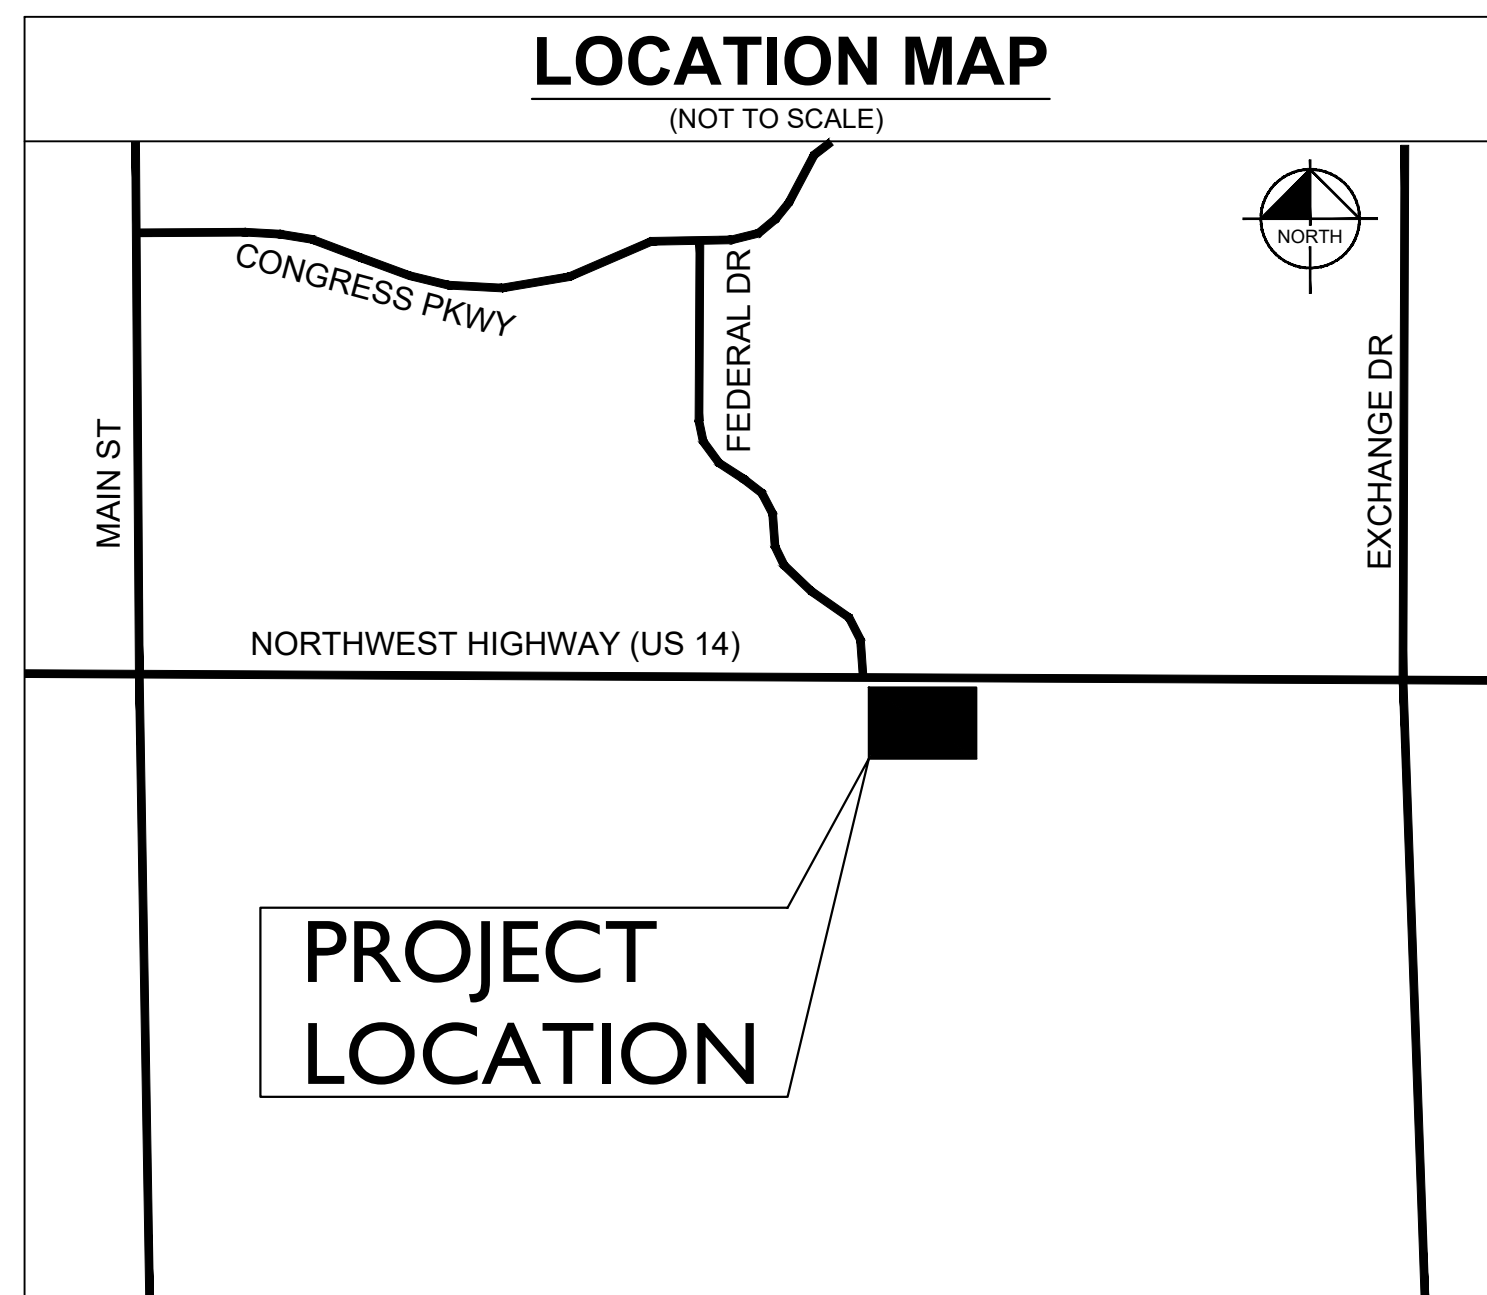 LOCATION MAP
(NOT TO SCALE)
NORTH
CONGRESS PKWY
FEDERAL DR
EXCHANGE DR
MAIN ST
NORTHWEST HIGHWAY (US 14)
PROJECT
LOCATION